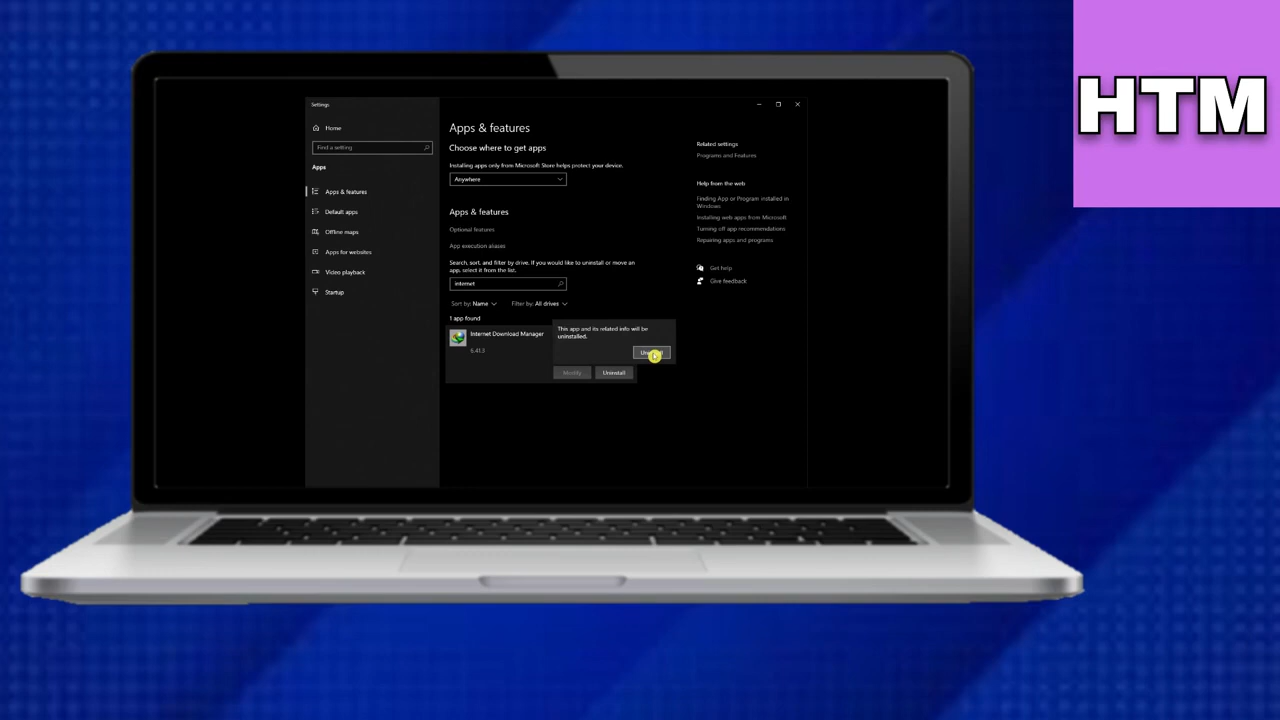 HTM
Settings
Home
Find a setting
Apps
Apps & features
Default apps
Offline maps
Apps for websites
Video playback
Startup
Apps & features
Choose where to get apps
Installing apps only from Microsoft Store helps protect your device.
Anywhere
Apps & features
Optional features
App execution aliases
Search, sort, and filter by drive. If you would like to uninstall or move an
app, select it from the list.
internet
Sort by: Name Filter by: All drives
1 app found
Internet Download Manager
6.41.3
This app and its related info will be
uninstalled.
Modify Uninstall
Related settings
Programs and Features
Help from the web
Finding App or Program installed in
Windows
Installing web apps from Microsoft
Turning off app recommendations
Repairing apps and programs
Get help
Give feedback